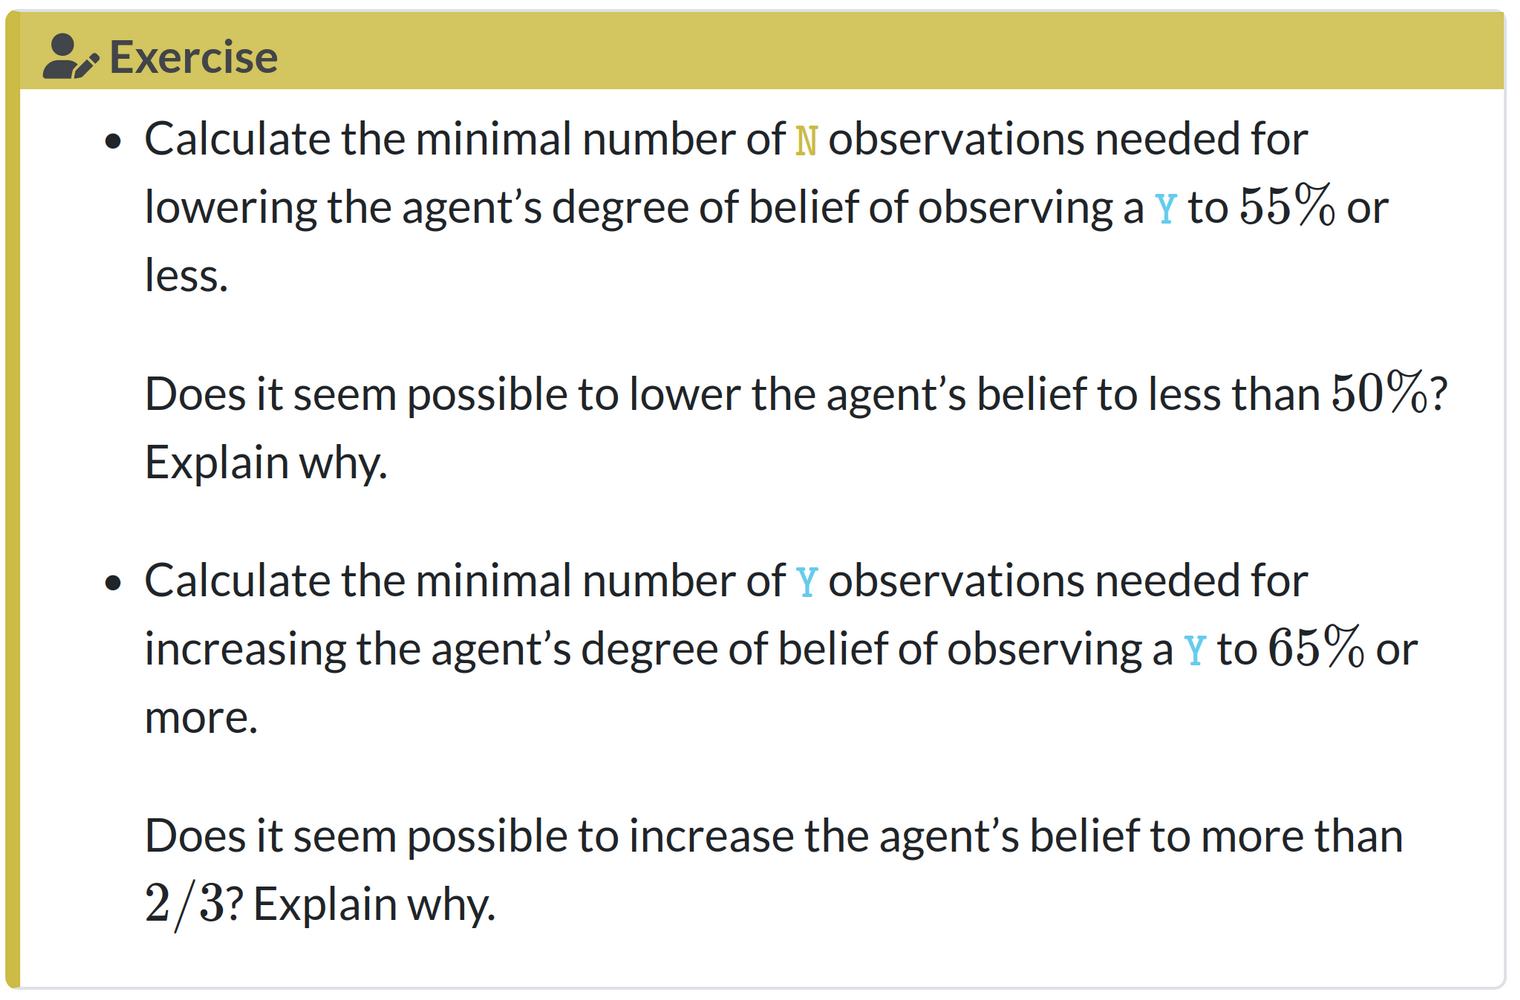 Exercise
• Calculate the minimal number of N observations needed for
lowering the agent’s degree of belief of observing a Y to 55% or
less.
Does it seem possible to lower the agent’s belief to less than 50%?
Explain why.
• Calculate the minimal number of Y observations needed for
increasing the agent’s degree of belief of observing a Y to 65% or
more.
Does it seem possible to increase the agent’s belief to more than
2/3? Explain why.